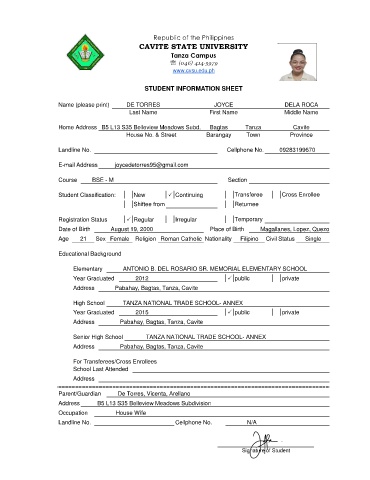 Republic of the Philippines
CAVITE STATE UNIVERSITY
Tanza Campus
☏ (046) 414-3979
www.cvsu.edu.ph
STUDENT INFORMATION SHEET
Name (please print) DE TORRES JOYCE DELA ROCA
Last Name First Name Middle Name
Home Address B5 L13 S35 Belleview Meadows Subd. Bagtas Tanza Cavite
House No. & Street Barangay Town Province
Landline No. Cellphone No. 09283199670
E-mail Address joycedetorres95@gmail.com
Course BSE - M Section
Student Classification: New ✓ Continuing Transferee Cross Enrollee
Shiftee from Returnee
Registration Status ✓ Regular Irregular Temporary
Date of Birth August 19, 2000 Place of Birth Magallanes, Lopez, Quezo
Age 21 Sex Female Religion Roman Catholic Nationality Filipino Civil Status Single
Educational Background
Elementary ANTONIO B. DEL ROSARIO SR. MEMORIAL ELEMENTARY SCHOOL
Year Graduated 2012 ✓ public private
Address Pabahay, Bagtas, Tanza, Cavite
High School TANZA NATIONAL TRADE SCHOOL- ANNEX
Year Graduated 2015 ✓ public private
Address Pabahay, Bagtas, Tanza, Cavite
Senior High School TANZA NATIONAL TRADE SCHOOL- ANNEX
Address Pabahay, Bagtas, Tanza, Cavite
For Transferees/Cross Enrollees
School Last Attended
Address
Parent/Guardian De Torres, Vicenta, Arellano
Address B5 L13 S35 Belleview Meadows Subdivision
Occupation House Wife
Landline No. Cellphone No. N/A
Signature of Student